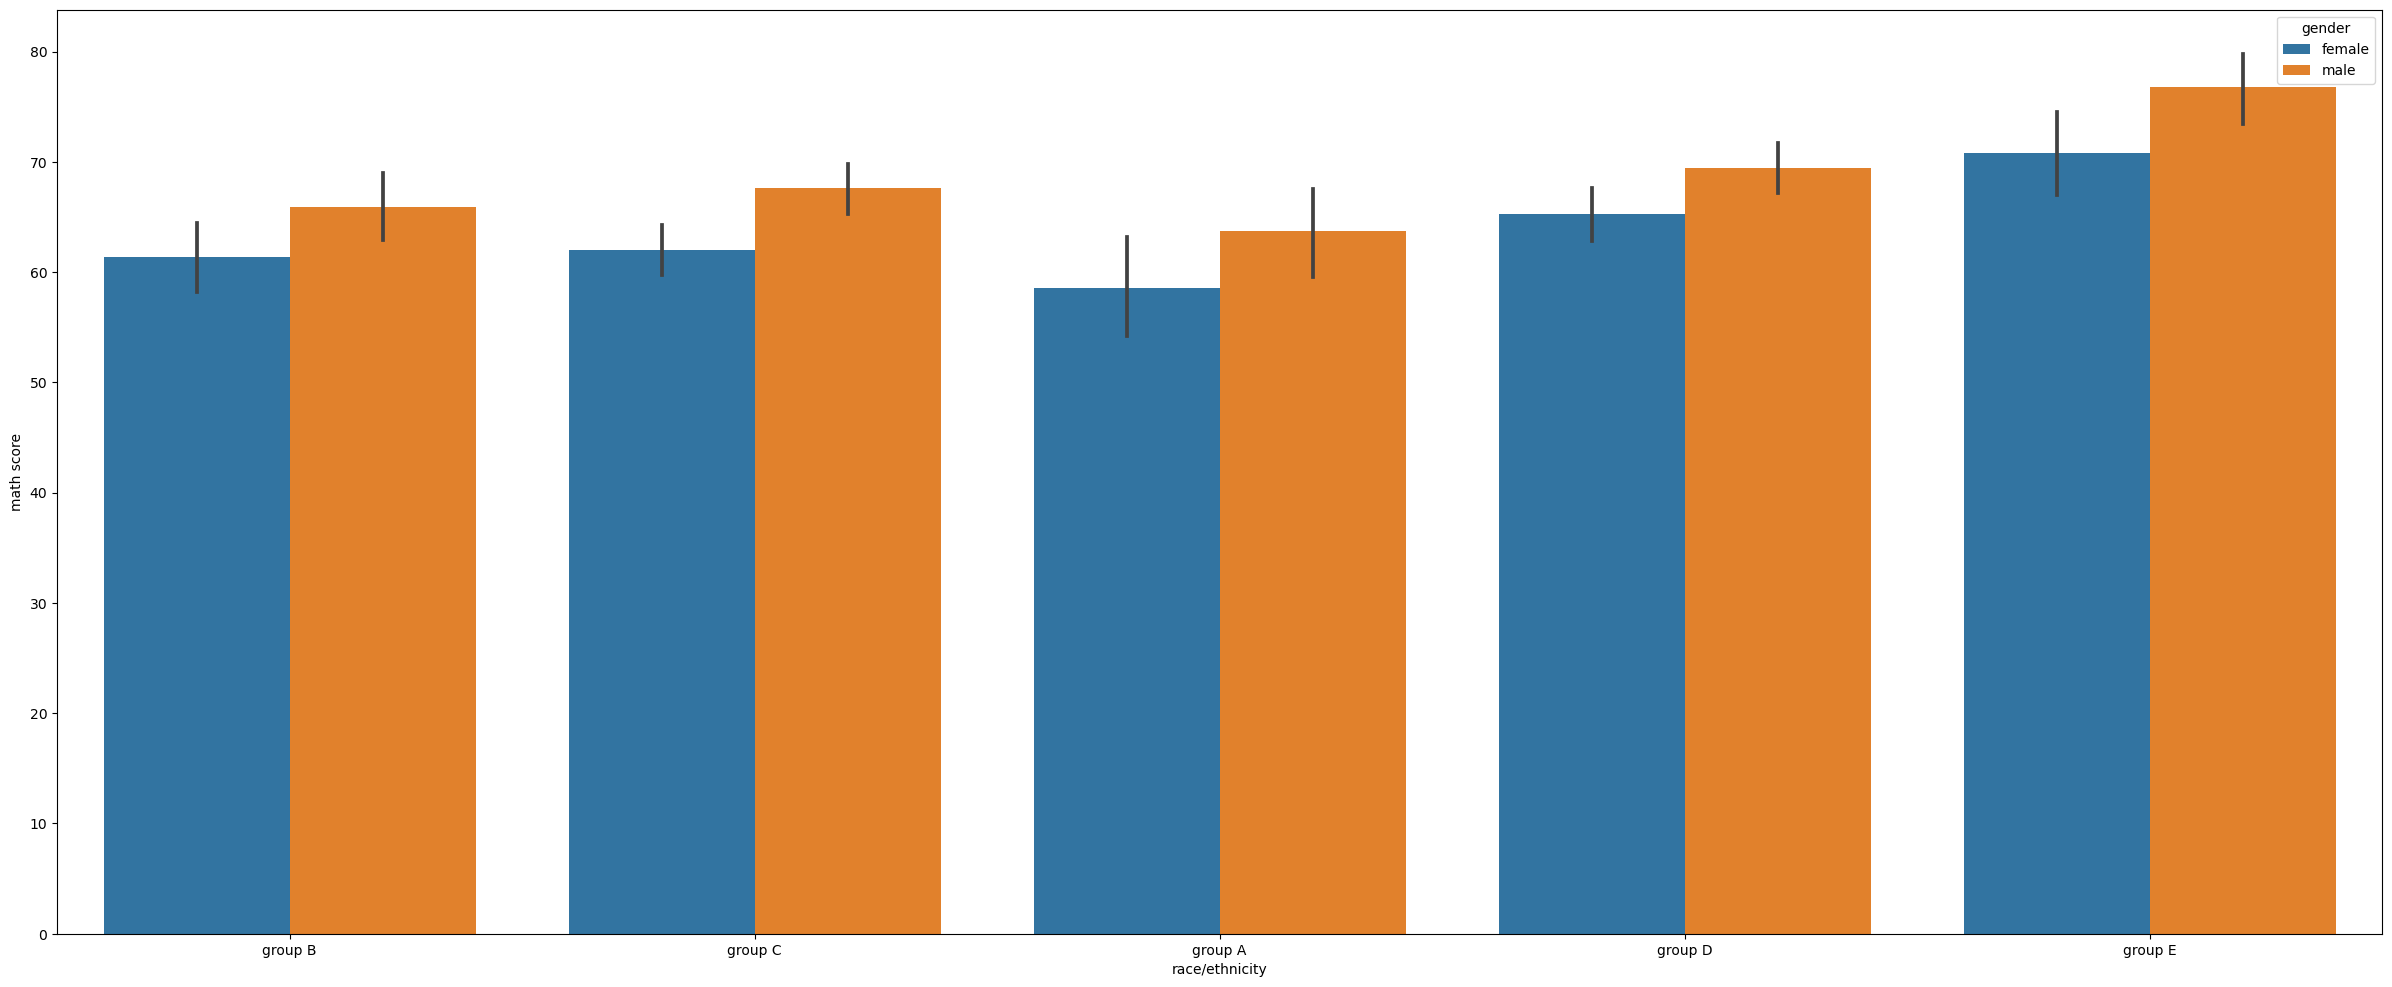 gender
female
male
80
70
60
50
40
30
20
10
0
math score
group B
group C
group A
group D
group E
race/ethnicity